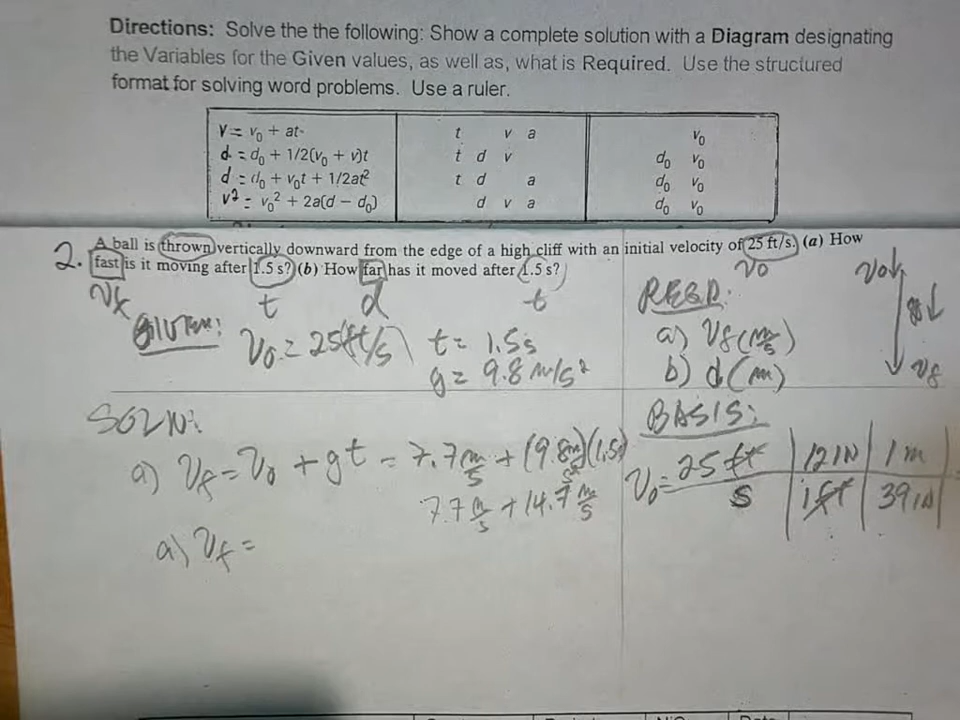 Directions: Solve the the following: Show a complete solution with a Diagram designating
the Variables for the Given values, as well as, what is Required. Use the structured
format for solving word problems. Use a ruler.
v = v₀ + at t v a v₀
d = d₀ + 1/2(v₀ + v)t t d v d₀ v₀
d = d₀ + v₀t + 1/2at² t d a d₀ v₀
v² = v₀² + 2a(d – d₀) d v a d₀ v₀
2. A ball is thrown vertically downward from the edge of a high cliff with an initial velocity of 25 ft/s. (a) How
fast is it moving after 1.5 s? (b) How far has it moved after 1.5 s?
Vf t d t V₀
GIVEN: V₀ = 25 ft/s t = 1.5s
g = 9.8 m/s²
REQD:
a) Vf (m/s)
b) d (m)
V₀ ↓
g ↓
Vf
SOLN:
a) Vf = V₀ + gt = 7.7 m/s + (9.8 m/s²)(1.5s)
7.7 m/s + 14.7 m/s
a) Vf =
BASIS:
V₀ = 25 ft | 12 IN | 1 m
s | 1 ft | 39 in